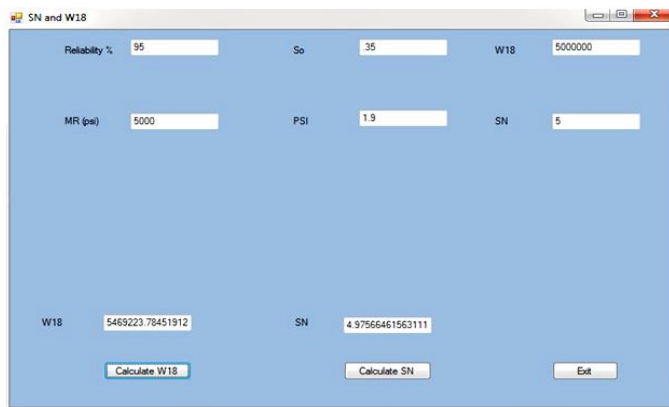 SN and W18
Reliability % 95 So .35 W18 5000000
MR (psi) 5000 PSI 1.9 SN 5
W18 5469223.78451912 SN 4.97566461563111
Calculate W18 Calculate SN Exit